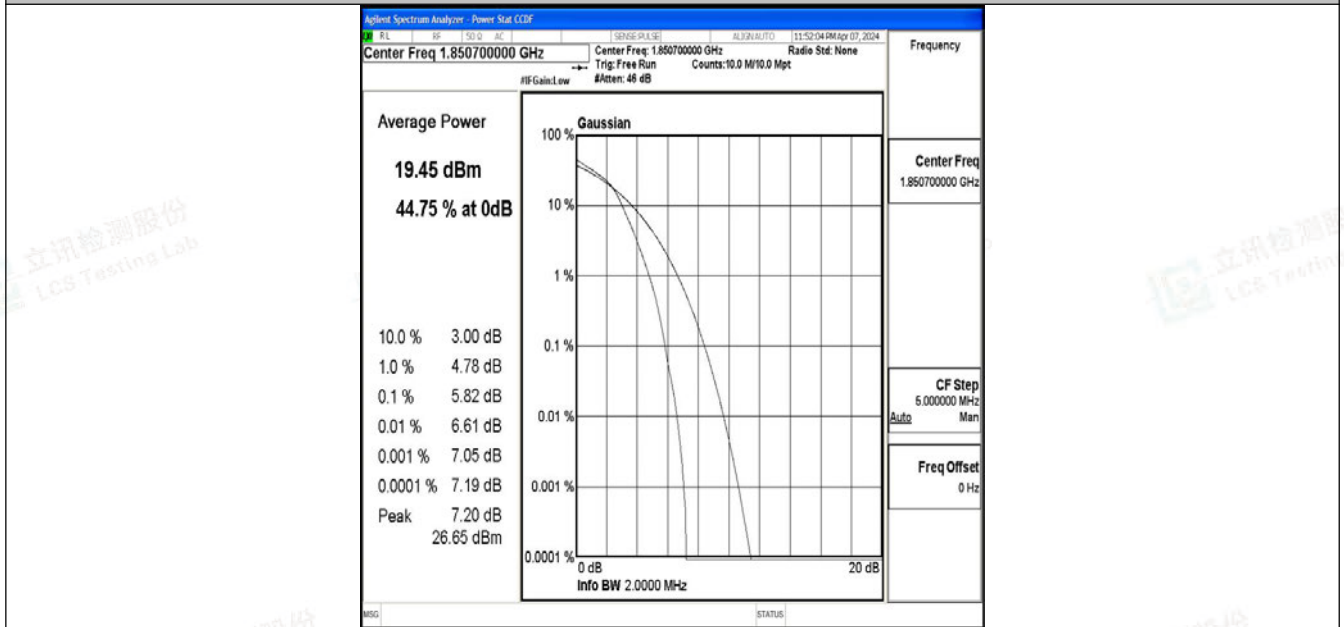 Agilent Spectrum Analyzer - Power Stat CCDF
RL RF 50 Ω AC SENSE:PULSE ALIGNAUTO 11:52:04 PM Apr 07, 2024
Center Freq 1.850700000 GHz
Center Freq: 1.850700000 GHz Radio Std: None
Trig: Free Run Counts:10.0 M/10.0 Mpt
#IFGain:Low #Atten: 46 dB
Frequency
Average Power
19.45 dBm
44.75 % at 0dB
10.0 % 3.00 dB
1.0 % 4.78 dB
0.1 % 5.82 dB
0.01 % 6.61 dB
0.001 % 7.05 dB
0.0001 % 7.19 dB
Peak 7.20 dB
26.65 dBm
Gaussian
100 %
10 %
1 %
0.1 %
0.01 %
0.001 %
0.0001 %
0 dB 20 dB
Info BW 2.0000 MHz
Center Freq
1.850700000 GHz
CF Step
5.000000 MHz
Auto Man
Freq Offset
0 Hz
MSG STATUS
立讯检测股份
LCS Testing Lab
立讯检测
LCS Testin